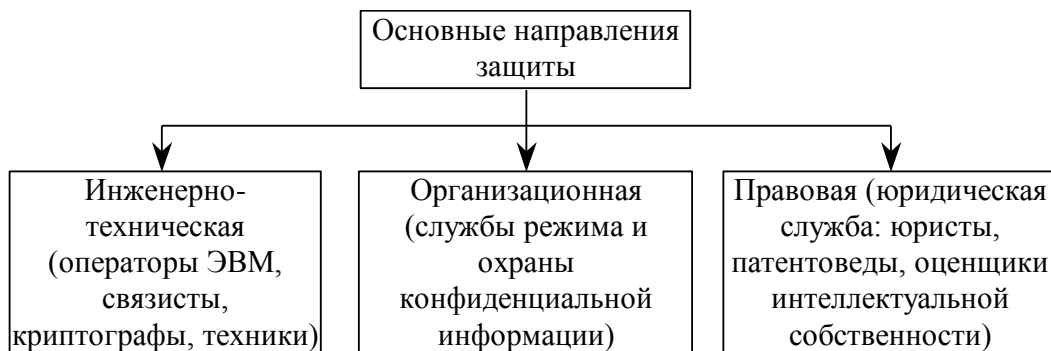 Основные направления
защиты
Инженерно-
техническая
(операторы ЭВМ,
связисты,
криптографы, техники)
Организационная
(службы режима и
охраны
конфиденциальной
информации)
Правовая (юридическая
служба: юристы,
патентоведы, оценщики
интеллектуальной
собственности)